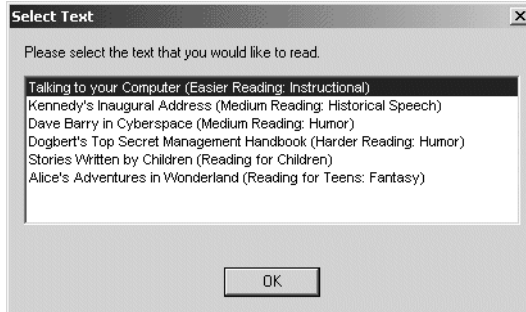 Select Text
Please select the text that you would like to read.
Talking to your Computer (Easier Reading: Instructional)
Kennedy's Inaugural Address (Medium Reading: Historical Speech)
Dave Barry in Cyberspace (Medium Reading: Humor)
Dogbert's Top Secret Management Handbook (Harder Reading: Humor)
Stories Written by Children (Reading for Children)
Alice's Adventures in Wonderland (Reading for Teens: Fantasy)
OK